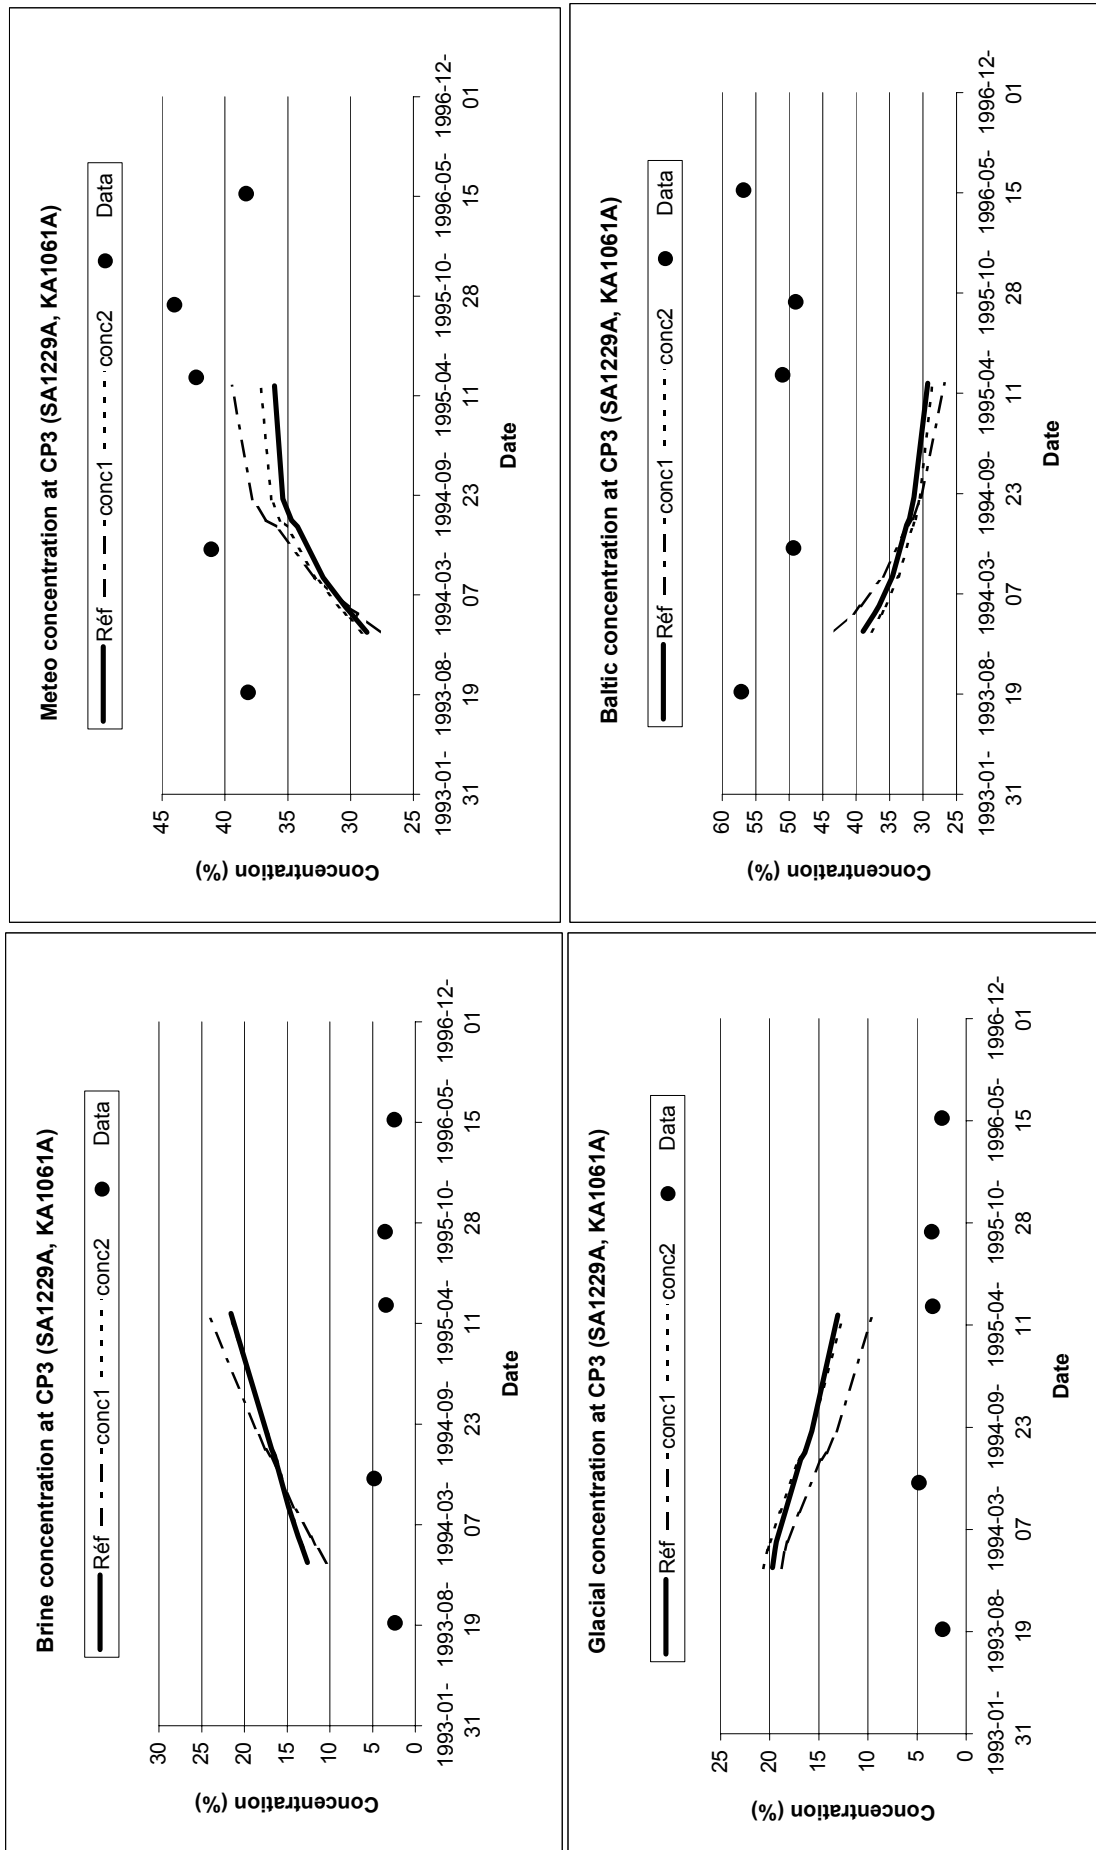 Brine concentration at CP3 (SA1229A, KA1061A)
Réf conc1 conc2 Data
30
25
20
15
10
5
0
Concentration (%)
1993-01- 1993-08- 1994-03- 1994-09- 1995-04- 1995-10- 1996-05- 1996-12-
31 19 07 23 11 28 15 01
Date
Meteo concentration at CP3 (SA1229A, KA1061A)
Réf conc1 conc2 Data
45
40
35
30
25
Concentration (%)
1993-01- 1993-08- 1994-03- 1994-09- 1995-04- 1995-10- 1996-05- 1996-12-
31 19 07 23 11 28 15 01
Date
Glacial concentration at CP3 (SA1229A, KA1061A)
Réf conc1 conc2 Data
25
20
15
10
5
0
Concentration (%)
1993-01- 1993-08- 1994-03- 1994-09- 1995-04- 1995-10- 1996-05- 1996-12-
31 19 07 23 11 28 15 01
Date
Baltic concentration at CP3 (SA1229A, KA1061A)
Réf conc1 conc2 Data
60
55
50
45
40
35
30
25
Concentration (%)
1993-01- 1993-08- 1994-03- 1994-09- 1995-04- 1995-10- 1996-05- 1996-12-
31 19 07 23 11 28 15 01
Date